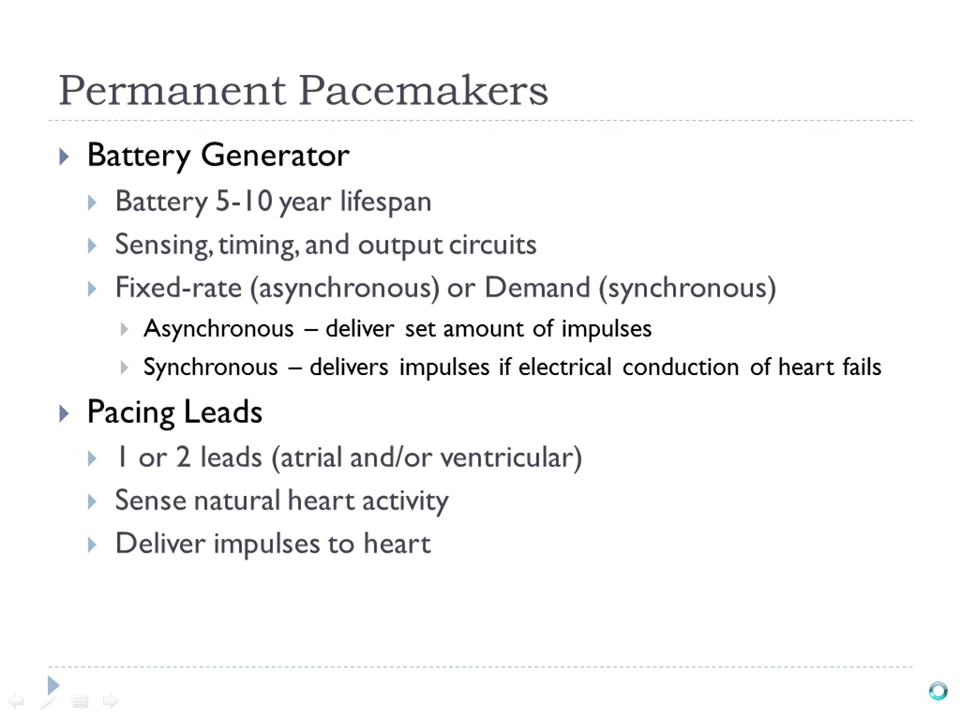 Permanent Pacemakers
Battery Generator
Battery 5-10 year lifespan
Sensing, timing, and output circuits
Fixed-rate (asynchronous) or Demand (synchronous)
Asynchronous – deliver set amount of impulses
Synchronous – delivers impulses if electrical conduction of heart fails
Pacing Leads
1 or 2 leads (atrial and/or ventricular)
Sense natural heart activity
Deliver impulses to heart